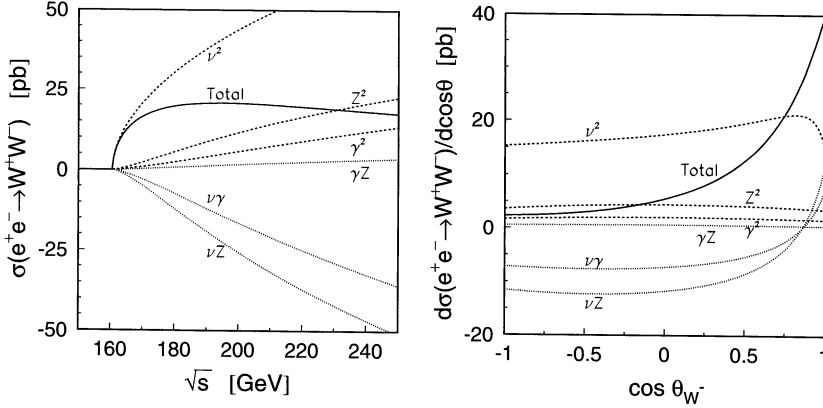 σ(e⁺e⁻→W⁺W⁻) [pb]
50
25
0
-25
-50
ν²
Total
Z²
γ²
γZ
νγ
νZ
160 180 200 220 240
√s [GeV]
dσ(e⁺e⁻→W⁺W⁻)/dcosθ [pb]
40
20
0
-20
ν²
Total
Z²
γ²
γZ
νγ
νZ
-1 -0.5 0 0.5 1
cos θ_W⁻